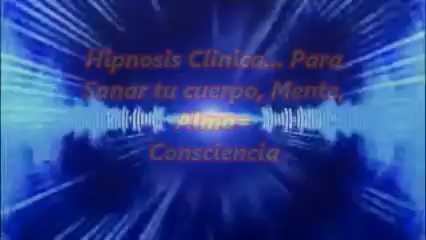 Hipnosis Clinica... Para
Sanar tu cuerpo, Mente,
Alma-
Consciencia